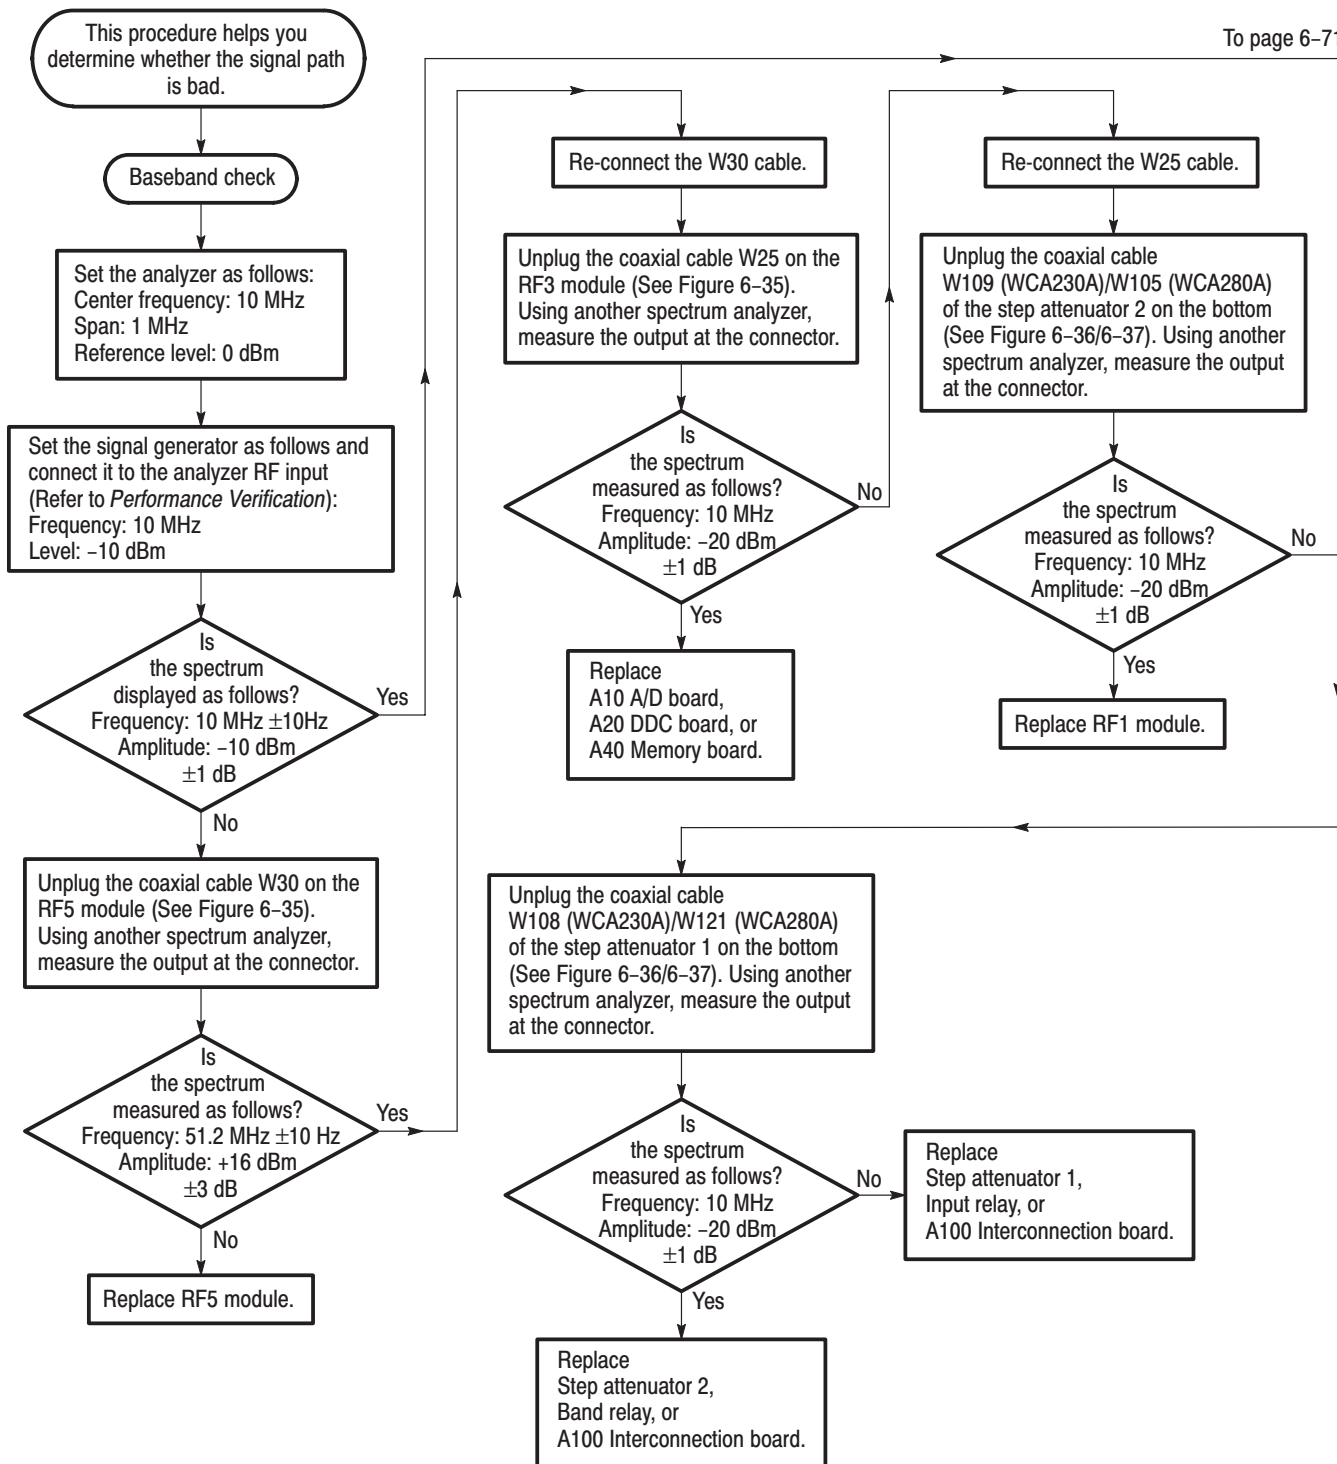 This procedure helps you
determine whether the signal path
is bad.
Baseband check
Set the analyzer as follows:
Center frequency: 10 MHz
Span: 1 MHz
Reference level: 0 dBm
Set the signal generator as follows and
connect it to the analyzer RF input
(Refer to Performance Verification):
Frequency: 10 MHz
Level: –10 dBm
Is
the spectrum
displayed as follows?
Frequency: 10 MHz ±10Hz
Amplitude: –10 dBm
±1 dB
Yes
No
Unplug the coaxial cable W30 on the
RF5 module (See Figure 6–35).
Using another spectrum analyzer,
measure the output at the connector.
Is
the spectrum
measured as follows?
Frequency: 51.2 MHz ±10 Hz
Amplitude: +16 dBm
±3 dB
Yes
No
Replace RF5 module.
To page 6–71
Re-connect the W30 cable.
Unplug the coaxial cable W25 on the
RF3 module (See Figure 6–35).
Using another spectrum analyzer,
measure the output at the connector.
Is
the spectrum
measured as follows?
Frequency: 10 MHz
Amplitude: –20 dBm
±1 dB
No
Yes
Replace
A10 A/D board,
A20 DDC board, or
A40 Memory board.
Re-connect the W25 cable.
Unplug the coaxial cable
W109 (WCA230A)/W105 (WCA280A)
of the step attenuator 2 on the bottom
(See Figure 6–36/6–37). Using another
spectrum analyzer, measure the output
at the connector.
Is
the spectrum
measured as follows?
Frequency: 10 MHz
Amplitude: –20 dBm
±1 dB
No
Yes
Replace RF1 module.
Unplug the coaxial cable
W108 (WCA230A)/W121 (WCA280A)
of the step attenuator 1 on the bottom
(See Figure 6–36/6–37). Using another
spectrum analyzer, measure the output
at the connector.
Is
the spectrum
measured as follows?
Frequency: 10 MHz
Amplitude: –20 dBm
±1 dB
No
Replace
Step attenuator 1,
Input relay, or
A100 Interconnection board.
Yes
Replace
Step attenuator 2,
Band relay, or
A100 Interconnection board.